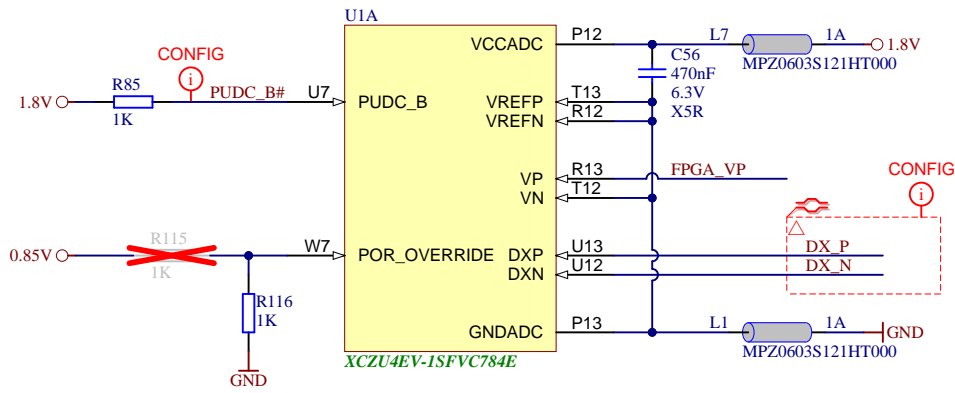 U1A
CONFIG
R85
1.8V
1K
PUDC_B#
U7
PUDC_B
VCCADC
P12
L7
1A
1.8V
MPZ0603S121HT000
C56
470nF
6.3V
X5R
VREFP
T13
VREFN
R12
VP
R13
FPGA_VP
VN
T12
CONFIG
i
i
0.85V
R115
1K
W7
POR_OVERRIDE
DXP
U13
DX_P
DXN
U12
DX_N
R116
1K
GND
GNDADC
P13
L1
1A
GND
MPZ0603S121HT000
XCZU4EV-1SFVC784E